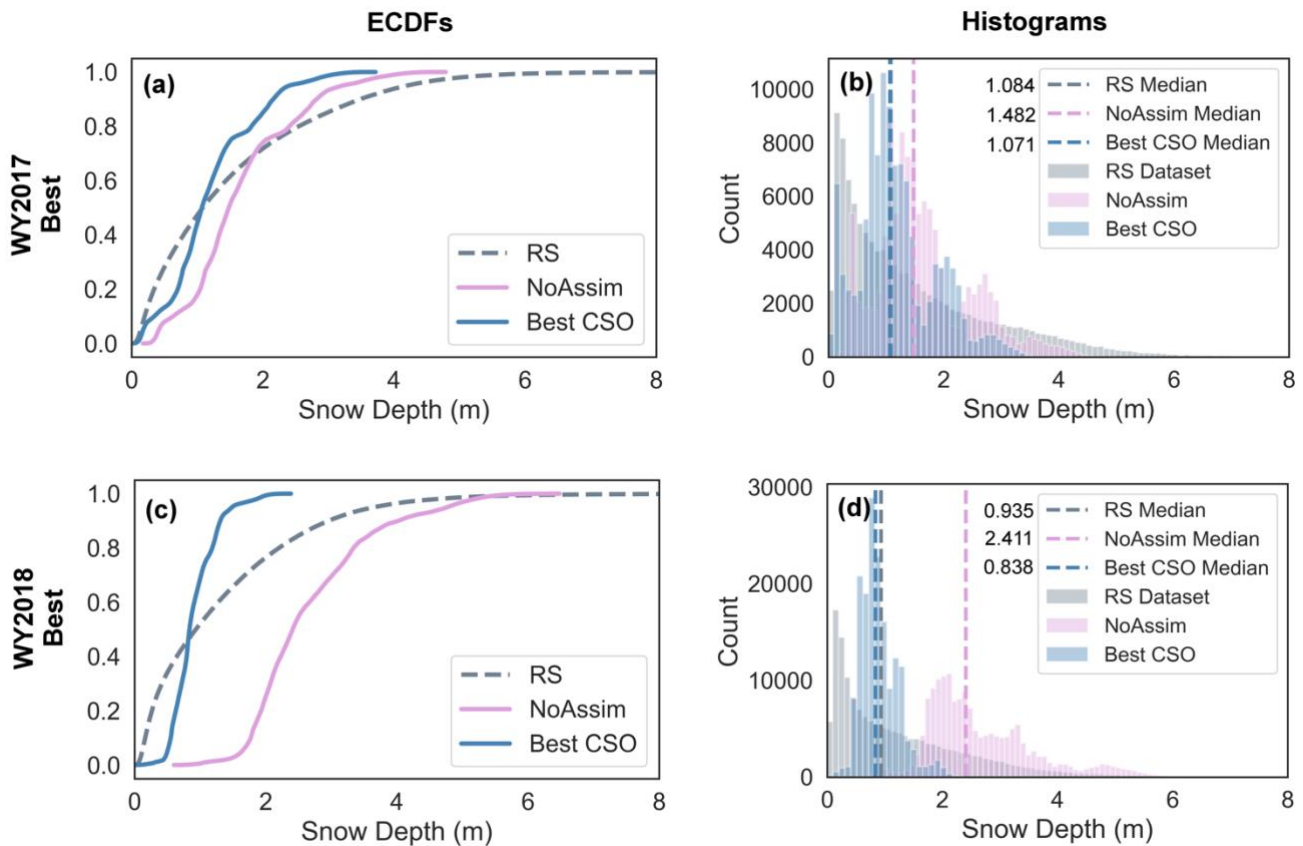 ECDFs
Histograms
WY2017
Best
(a)
1.0
0.8
0.6
0.4
0.2
0.0
RS
NoAssim
Best CSO
0 2 4 6 8
Snow Depth (m)
(b)
Count
10000
8000
6000
4000
2000
0
1.084 RS Median
1.482 NoAssim Median
1.071 Best CSO Median
RS Dataset
NoAssim
Best CSO
0 2 4 6 8
Snow Depth (m)
WY2018
Best
(c)
1.0
0.8
0.6
0.4
0.2
0.0
RS
NoAssim
Best CSO
0 2 4 6 8
Snow Depth (m)
(d)
Count
30000
20000
10000
0
0.935 RS Median
2.411 NoAssim Median
0.838 Best CSO Median
RS Dataset
NoAssim
Best CSO
0 2 4 6 8
Snow Depth (m)